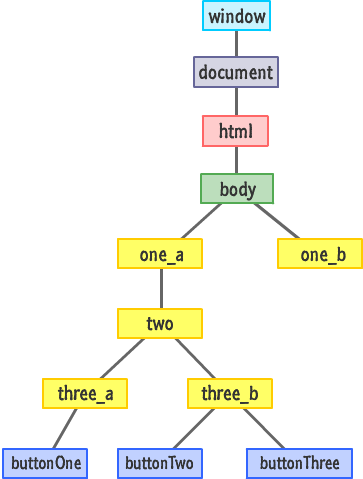 window
document
html
body
one_a
one_b
two
three_a
three_b
buttonOne
buttonTwo
buttonThree